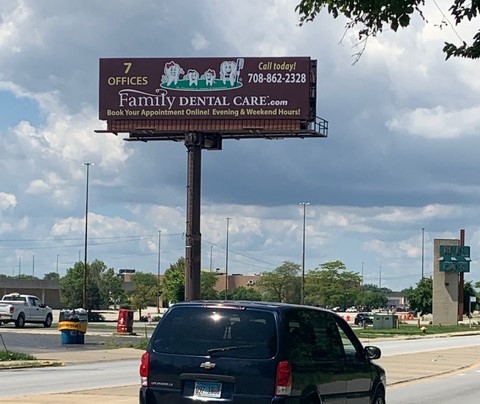 7
OFFICES
Call today!
708-862-2328
Family DENTAL CARE.com
Book Your Appointment Online! Evening & Weekend Hours!